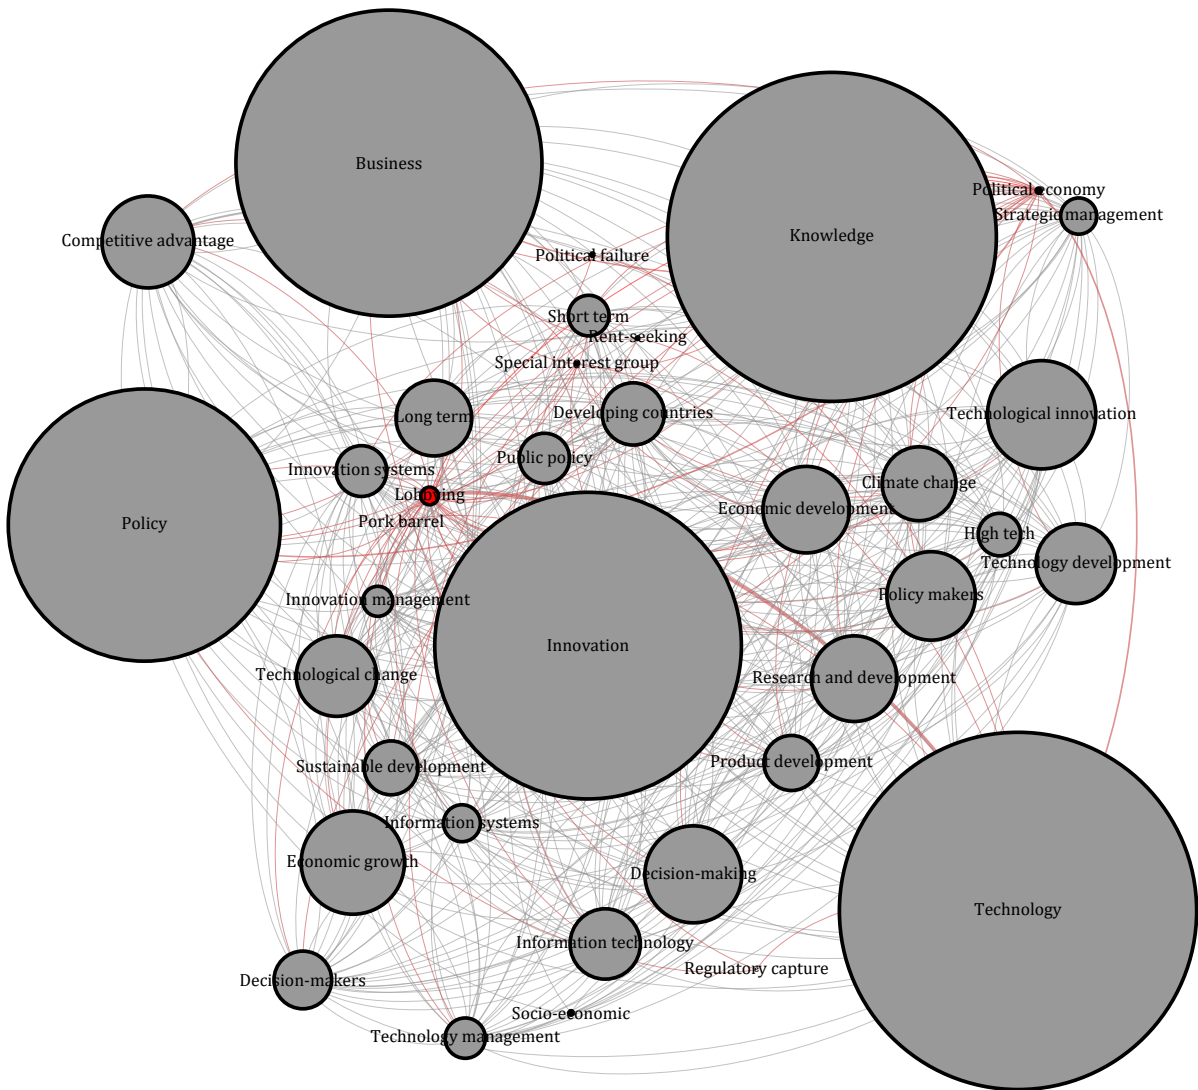 Business
Political economy
Strategic management
Knowledge
Competitive advantage
Political failure
Short term
Rent-seeking
Special interest group
Long term
Developing countries
Technological innovation
Public policy
Innovation systems
Climate change
Lobbying
Economic development
Pork barrel
Policy
High tech
Technology development
Policy makers
Innovation management
Innovation
Technological change
Research and development
Product development
Sustainable development
Information systems
Economic growth
Decision-making
Technology
Information technology
Regulatory capture
Decision-makers
Socio-economic
Technology management